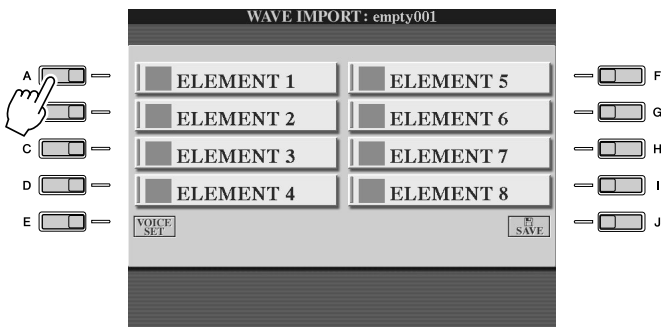 WAVE IMPORT: empty001
A
ELEMENT 1
ELEMENT 5
F
ELEMENT 2
ELEMENT 6
G
C
ELEMENT 3
ELEMENT 7
H
D
ELEMENT 4
ELEMENT 8
I
E
VOICE
SET
SAVE
J